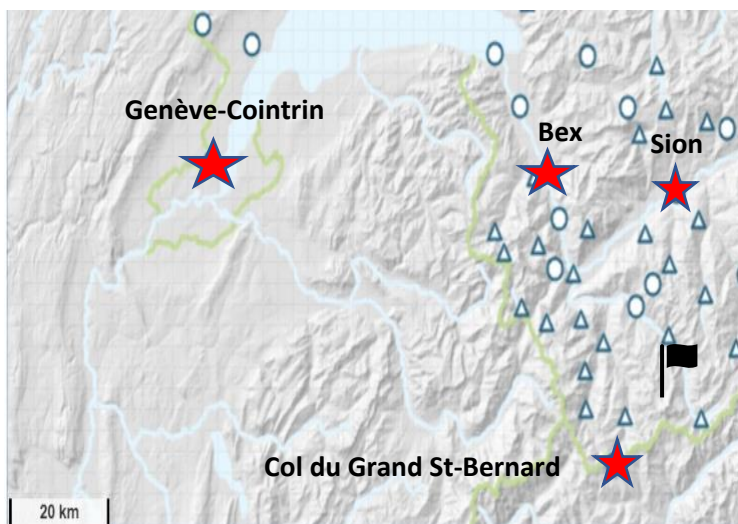 Genève-Cointrin
Bex
Sion
Col du Grand St-Bernard
20 km